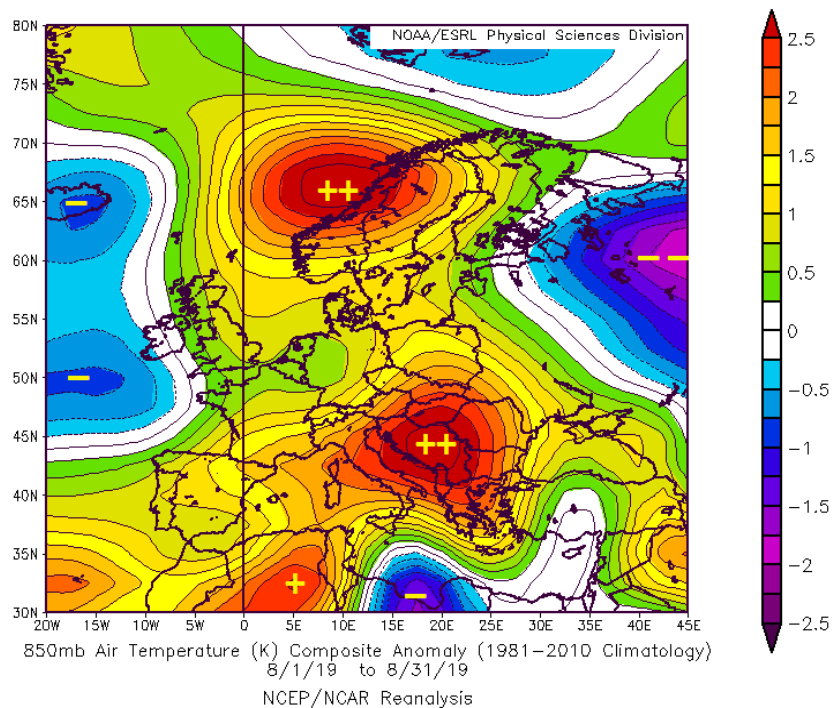 NOAA/ESRL Physical Sciences Division
80N
75N
70N
65N
60N
55N
50N
45N
40N
35N
30N
20W 15W 10W 5W 0 5E 10E 15E 20E 25E 30E 35E 40E 45E
++
++
+
−
−
−
−−
2.5
2
1.5
1
0.5
0
-0.5
-1
-1.5
-2
-2.5
850mb Air Temperature (K) Composite Anomaly (1981-2010 Climatology)
8/1/19 to 8/31/19
NCEP/NCAR Reanalysis